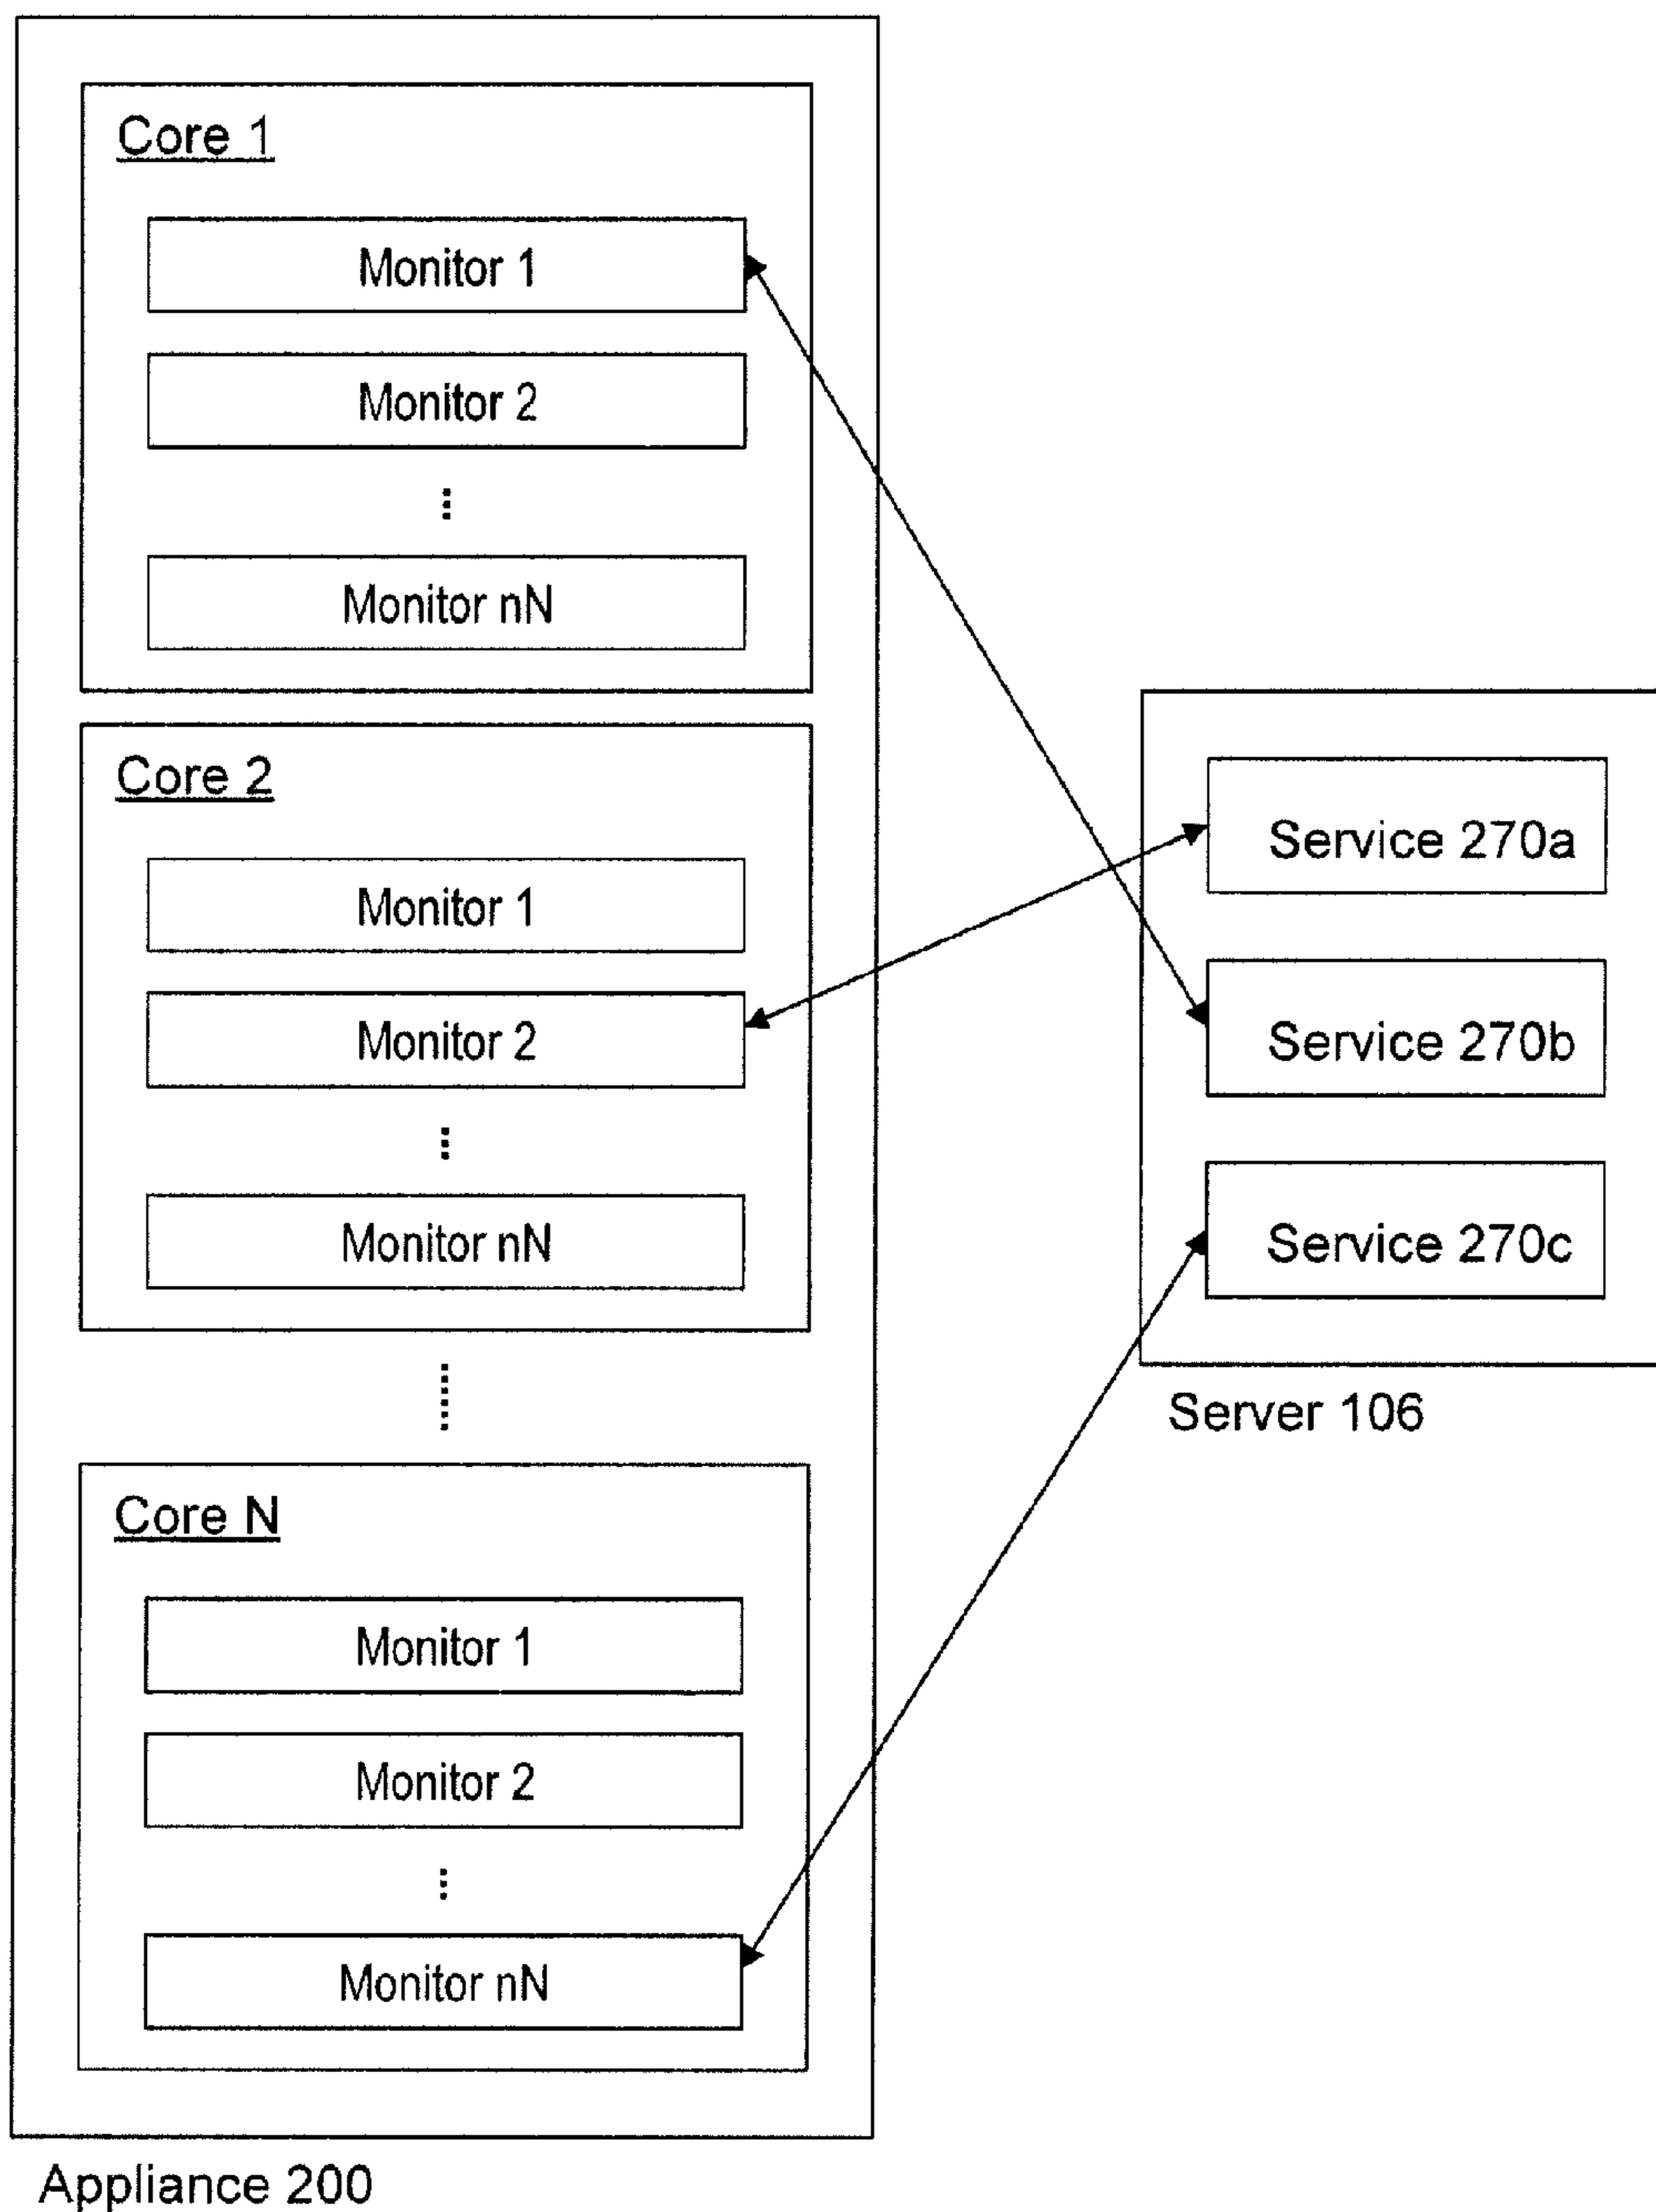 Core 1
Monitor 1
Monitor 2
Monitor nN
Core 2
Monitor 1
Monitor 2
Monitor nN
Core N
Monitor 1
Monitor 2
Monitor nN
Appliance 200
Service 270a
Service 270b
Service 270c
Server 106